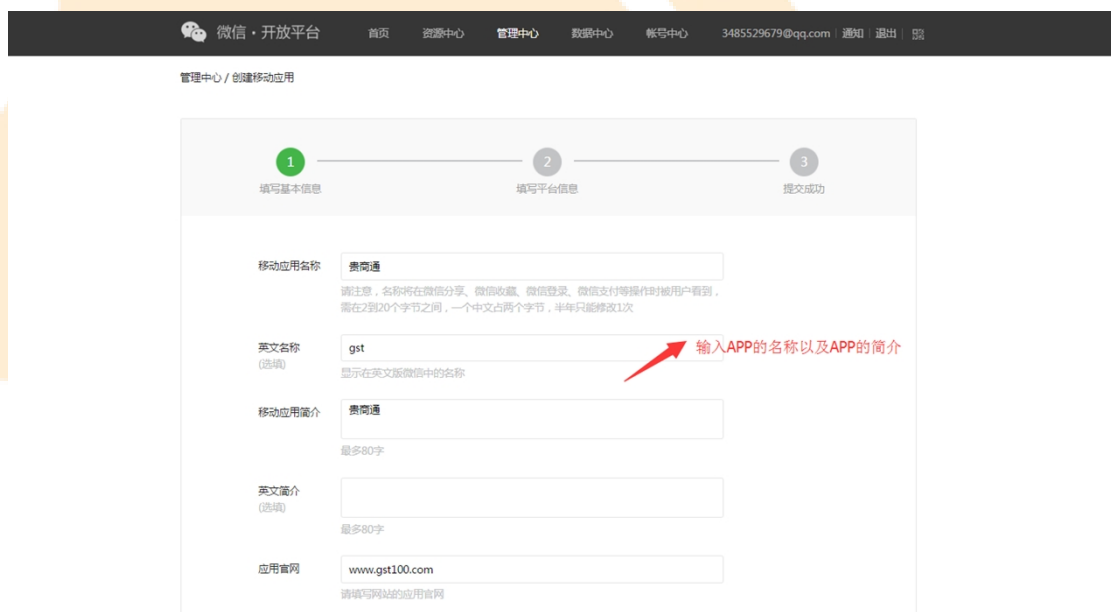 微信·开放平台 首页 资源中心 管理中心 数据中心 帐号中心 3485529679@qq.com 通知 退出
管理中心 / 创建移动应用
1 2 3
填写基本信息 填写平台信息 提交成功
移动应用名称 贵商通
请注意，名称将在微信分享、微信收藏、微信登录、微信支付等操作时被用户看到，
需在2到20个字节之间，一个中文占两个字节，半年只能修改1次
英文名称 gst 输入APP的名称以及APP的简介
(选填)
显示在英文版微信中的名称
移动应用简介 贵商通
最多80字
英文简介
(选填)
最多80字
应用官网 www.gst100.com
请填写网站的应用官网